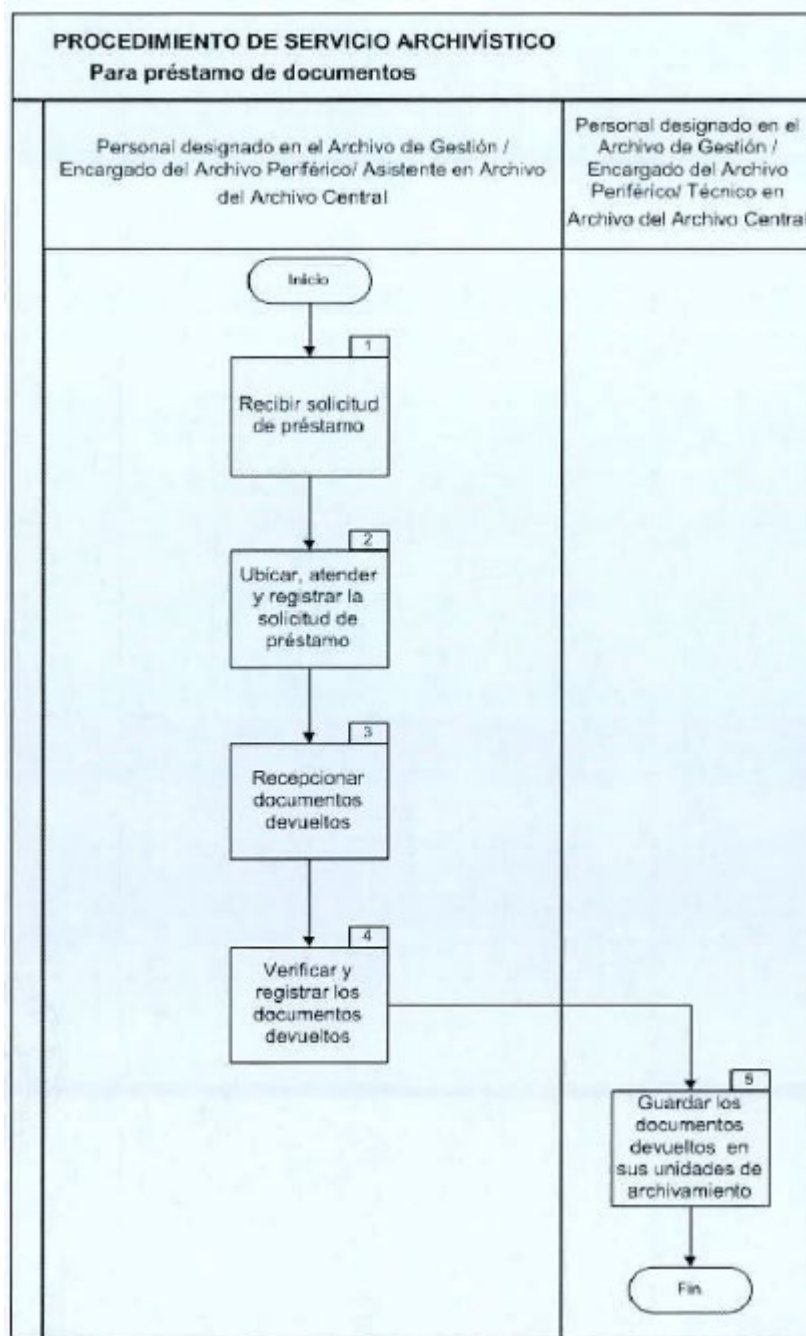 PROCEDIMIENTO DE SERVICIO ARCHIVÍSTICO
Para préstamo de documentos
Personal designado en el Archivo de Gestión /
Encargado del Archivo Periférico/ Asistente en Archivo
del Archivo Central
Personal designado en el
Archivo de Gestión /
Encargado del Archivo
Periférico/ Técnico en
Archivo del Archivo Central
Inicio
1
Recibir solicitud
de préstamo
2
Ubicar, atender
y registrar la
solicitud de
préstamo
3
Recepcionar
documentos
devueltos
4
Verificar y
registrar los
documentos
devueltos
5
Guardar los
documentos
devueltos en
sus unidades de
archivamiento
Fin